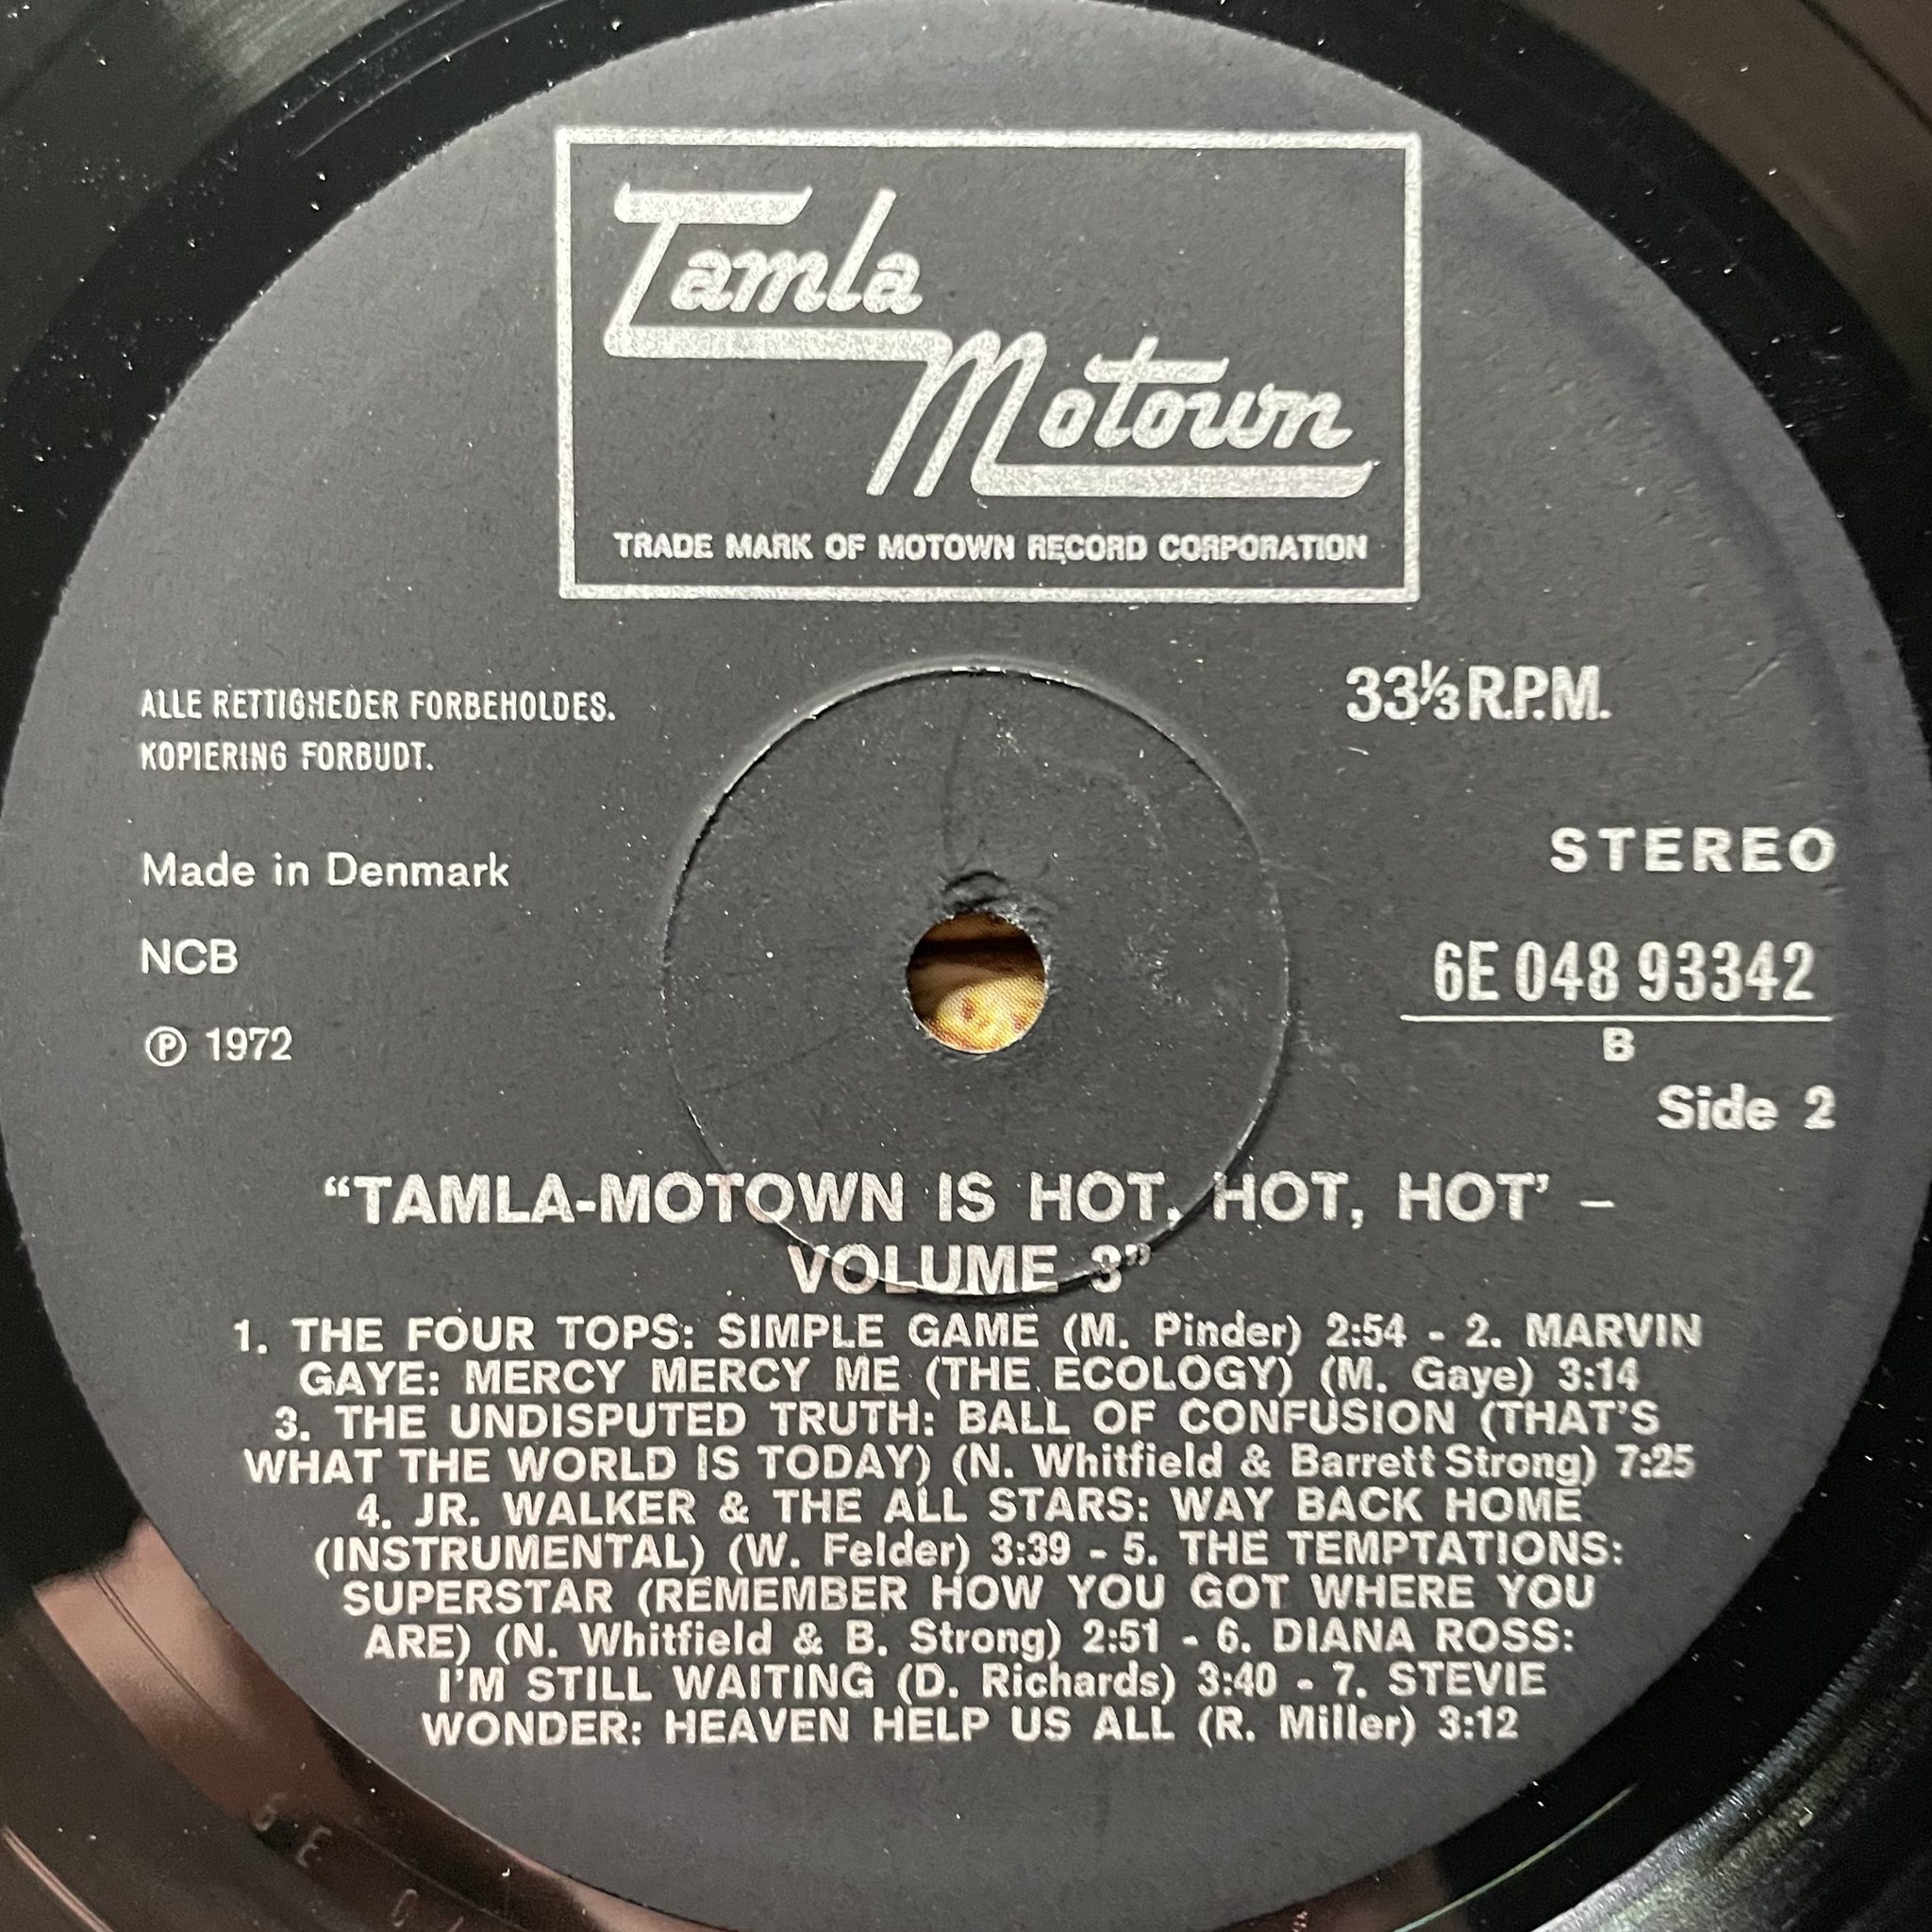 Tamla
Motown
TRADE MARK OF MOTOWN RECORD CORPORATION
ALLE RETTIGHEDER FORBEHOLDES.
KOPIERING FORBUDT.
33⅓ R.P.M.
Made in Denmark
STEREO
NCB
6E 048 93342
B
℗ 1972
Side 2
“TAMLA-MOTOWN IS HOT, HOT, HOT’ –
VOLUME 3”
1. THE FOUR TOPS: SIMPLE GAME (M. Pinder) 2:54 - 2. MARVIN
GAYE: MERCY MERCY ME (THE ECOLOGY) (M. Gaye) 3:14
3. THE UNDISPUTED TRUTH: BALL OF CONFUSION (THAT'S
WHAT THE WORLD IS TODAY) (N. Whitfield & Barrett Strong) 7:25
4. JR. WALKER & THE ALL STARS: WAY BACK HOME
(INSTRUMENTAL) (W. Felder) 3:39 - 5. THE TEMPTATIONS:
SUPERSTAR (REMEMBER HOW YOU GOT WHERE YOU
ARE) (N. Whitfield & B. Strong) 2:51 - 6. DIANA ROSS:
I'M STILL WAITING (D. Richards) 3:40 - 7. STEVIE
WONDER: HEAVEN HELP US ALL (R. Miller) 3:12
6E